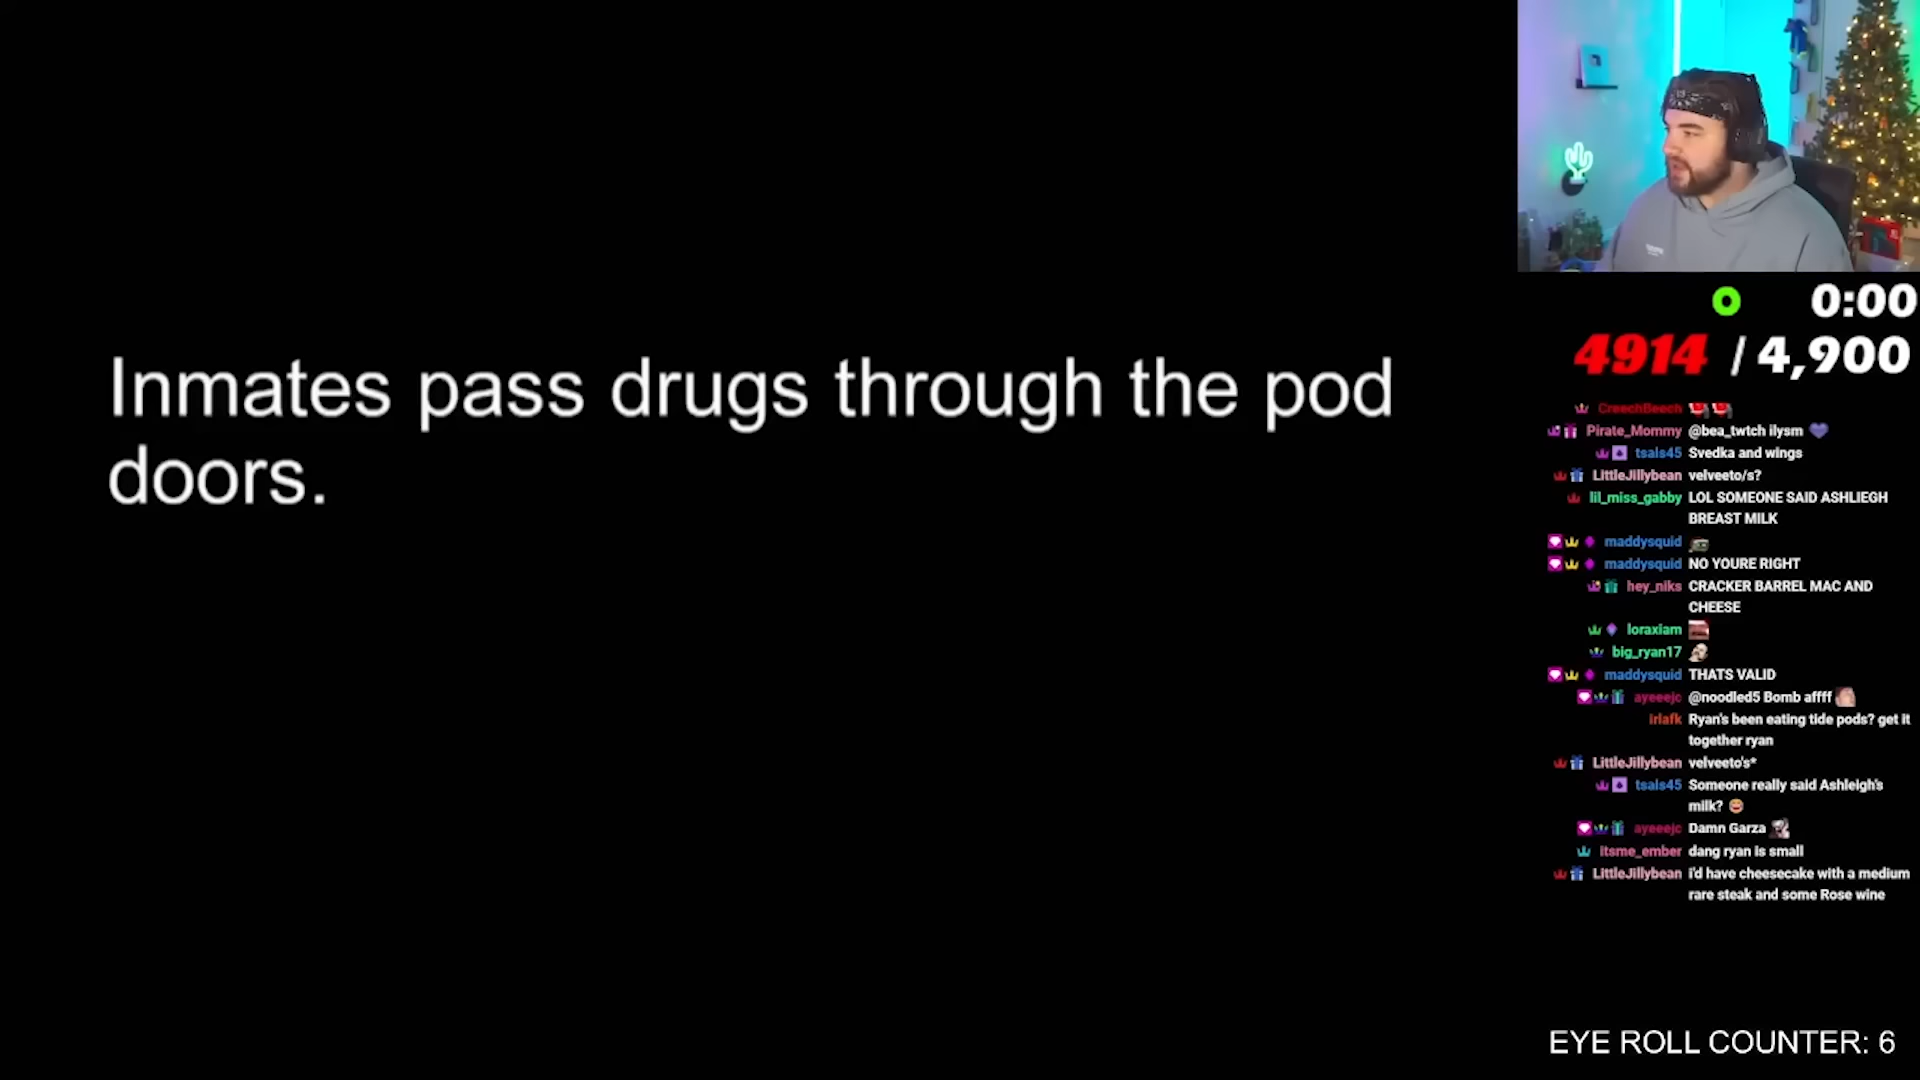 Inmates pass drugs through the pod
doors.
0:00
4914 / 4,900
CreechBeech
Pirate_Mommy @bea_twtch ilysm
tsals45 Svedka and wings
LittleJillybean velveeto/s?
lil_miss_gabby LOL SOMEONE SAID ASHLIEGH
BREAST MILK
maddysquid
maddysquid NO YOURE RIGHT
hey_niks CRACKER BARREL MAC AND
CHEESE
loraxiam
big_ryan17
maddysquid THATS VALID
ayeeejc @noodled5 Bomb affff
irlafk Ryan's been eating tide pods? get it
together ryan
LittleJillybean velveeto's*
tsals45 Someone really said Ashleigh's
milk?
ayeeejc Damn Garza
itsme_ember dang ryan is small
LittleJillybean i'd have cheesecake with a medium
rare steak and some Rose wine
EYE ROLL COUNTER: 6